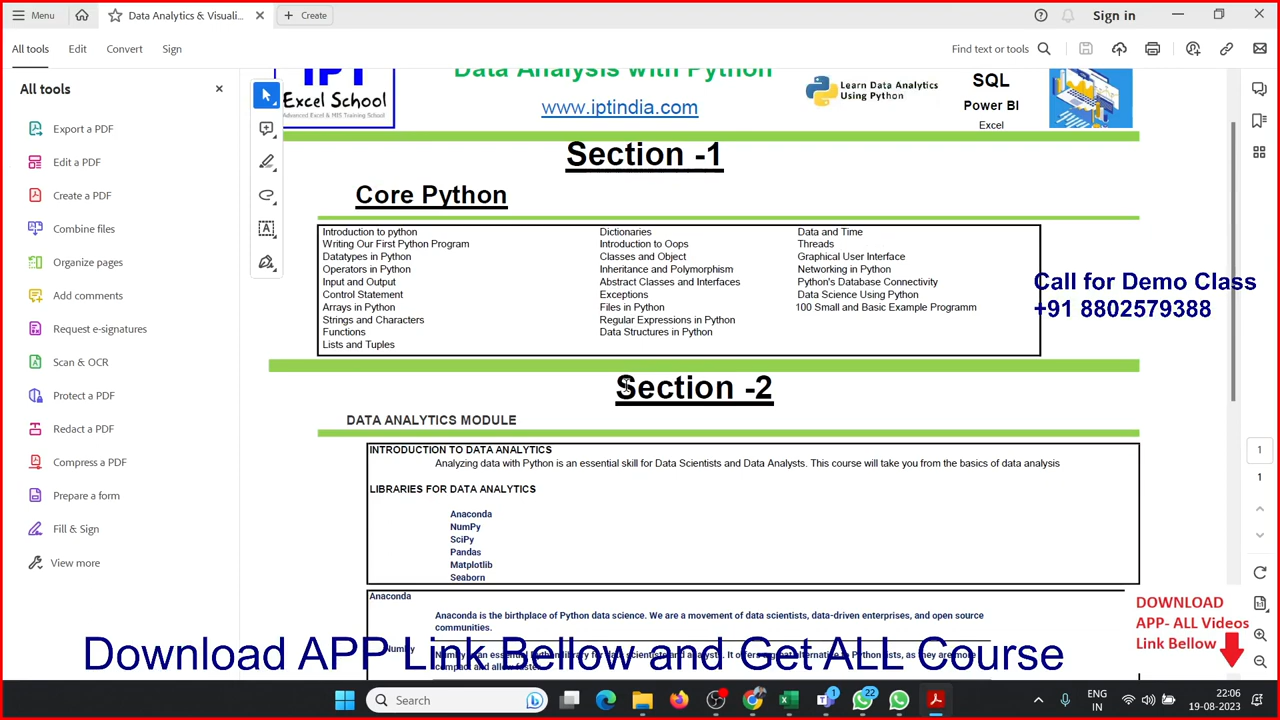 Menu
Data Analytics & Visuali...
Create
Sign in
All tools
Edit
Convert
Sign
Find text or tools
All tools
Export a PDF
Edit a PDF
Create a PDF
Combine files
Organize pages
Add comments
Request e-signatures
Scan & OCR
Protect a PDF
Redact a PDF
Compress a PDF
Prepare a form
Fill & Sign
View more
IPT
Excel School
Advanced Excel & MIS Training School
Data Analysis With Python
www.iptindia.com
Learn Data Analytics
Using Python
SQL
Power BI
Excel
Section -1
Core Python
Introduction to python
Writing Our First Python Program
Datatypes in Python
Operators in Python
Input and Output
Control Statement
Arrays in Python
Strings and Characters
Functions
Lists and Tuples
Dictionaries
Introduction to Oops
Classes and Object
Inheritance and Polymorphism
Abstract Classes and Interfaces
Exceptions
Files in Python
Regular Expressions in Python
Data Structures in Python
Data and Time
Threads
Graphical User Interface
Networking in Python
Python's Database Connectivity
Data Science Using Python
100 Small and Basic Example Programm
Call for Demo Class
+91 8802579388
Section -2
DATA ANALYTICS MODULE
INTRODUCTION TO DATA ANALYTICS
Analyzing data with Python is an essential skill for Data Scientists and Data Analysts. This course will take you from the basics of data analysis
LIBRARIES FOR DATA ANALYTICS
Anaconda
NumPy
SciPy
Pandas
Matplotlib
Seaborn
Anaconda
Anaconda is the birthplace of Python data science. We are a movement of data scientists, data-driven enterprises, and open source
communities.
NumPy
Download APP Link Bellow and Get ALL Course
DOWNLOAD
APP- ALL Videos
Link Bellow
1
1
Search
1
22
ENG
IN
22:06
19-08-2023